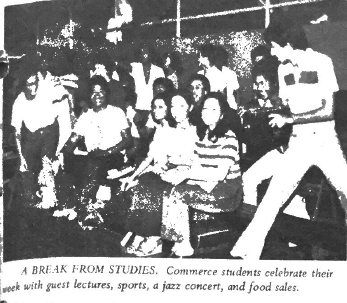 A BREAK FROM STUDIES. Commerce students celebrate their
week with guest lectures, sports, a jazz concert, and food sales.